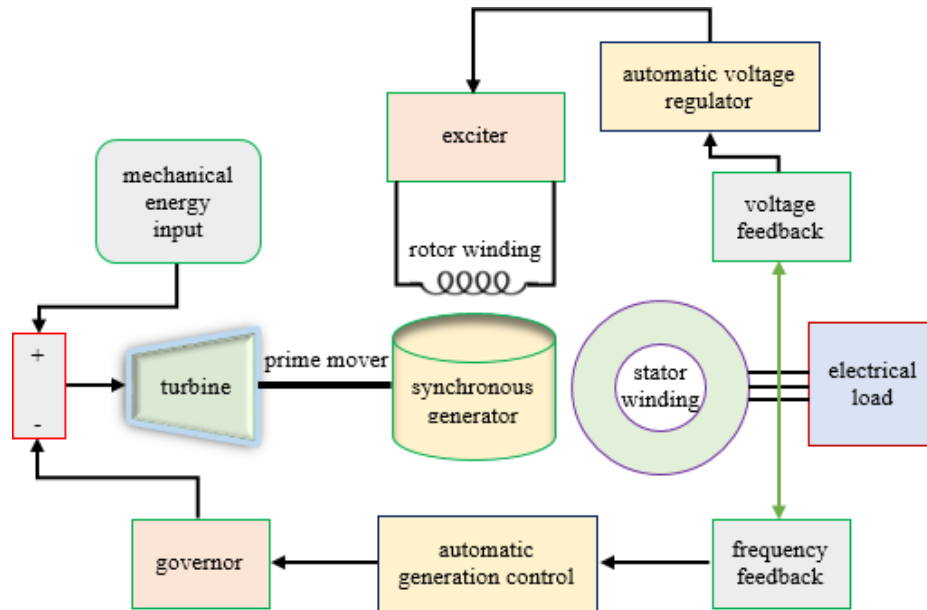 automatic voltage
regulator
exciter
mechanical
energy
input
voltage
feedback
rotor winding
+
-
turbine
prime mover
synchronous
generator
stator
winding
electrical
load
governor
automatic
generation control
frequency
feedback